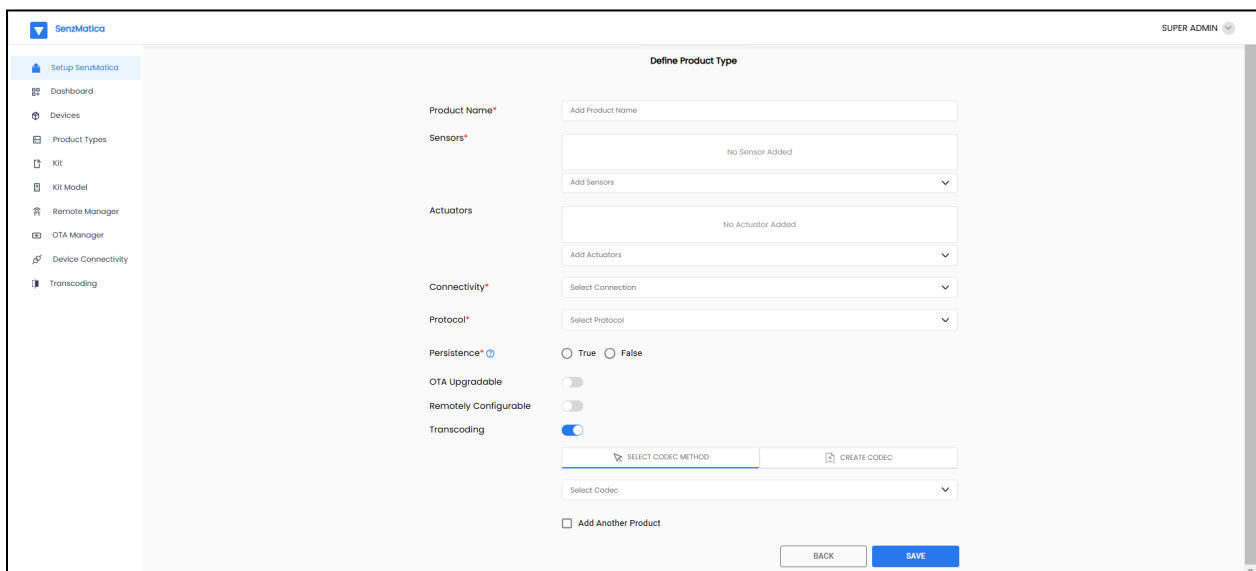 SenzMatica
SUPER ADMIN
Setup SenzMatica
Dashboard
Devices
Product Types
Kit
Kit Model
Remote Manager
OTA Manager
Device Connectivity
Transcoding
Define Product Type
Product Name*
Add Product Name
Sensors*
No Sensor Added
Add Sensors
Actuators
No Actuator Added
Add Actuators
Connectivity*
Select Connection
Protocol*
Select Protocol
Persistence* ?
True False
OTA Upgradable
Remotely Configurable
Transcoding
SELECT CODEC METHOD
CREATE CODEC
Select Codec
Add Another Product
BACK
SAVE